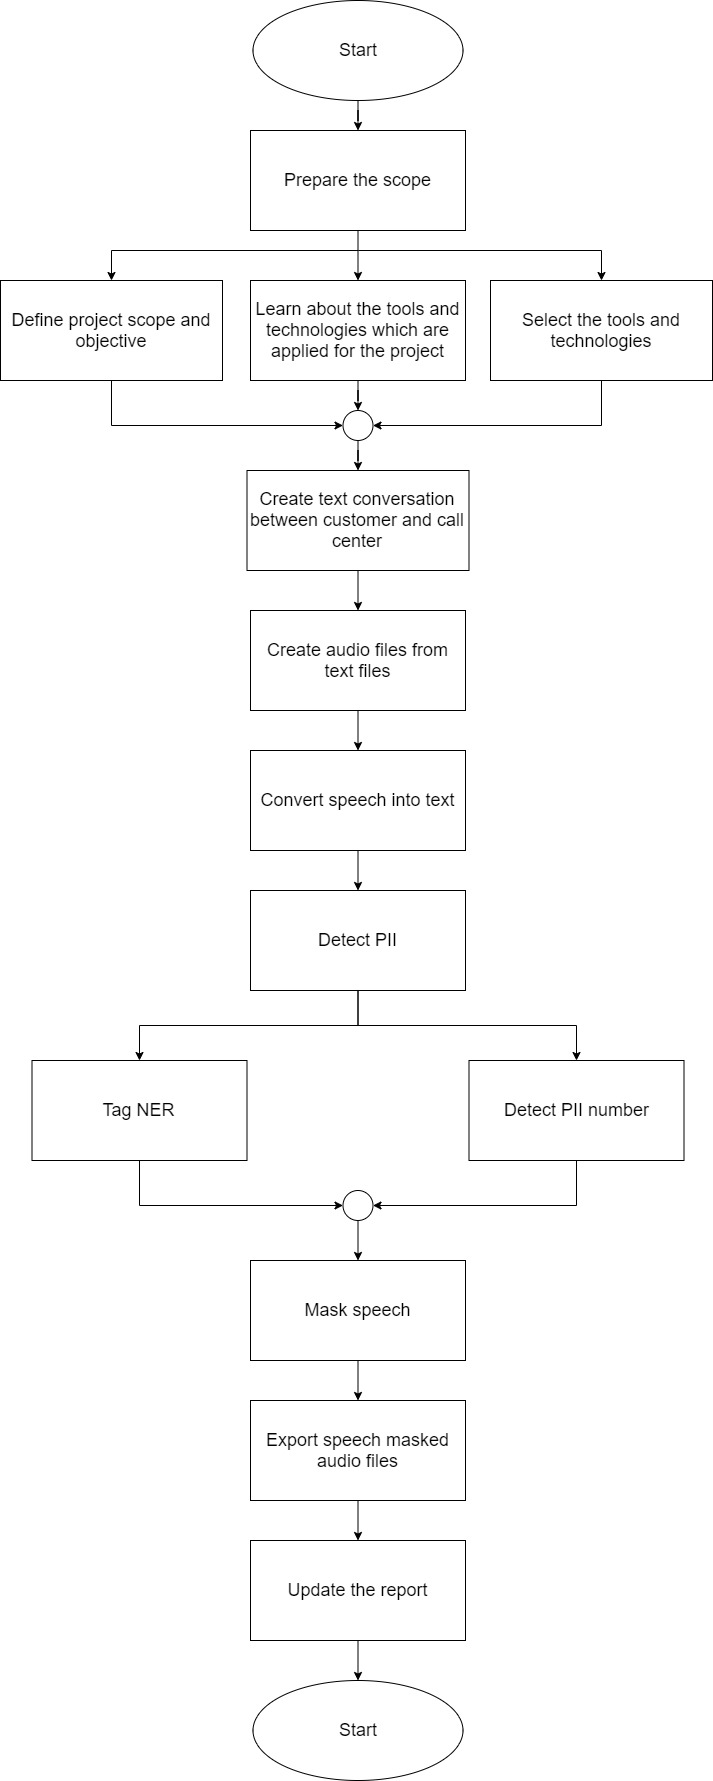 Start
Prepare the scope
Define project scope and
objective
Learn about the tools and
technologies which are
applied for the project
Select the tools and
technologies
Create text conversation
between customer and call
center
Create audio files from
text files
Convert speech into text
Detect PII
Tag NER
Detect PII number
Mask speech
Export speech masked
audio files
Update the report
Start